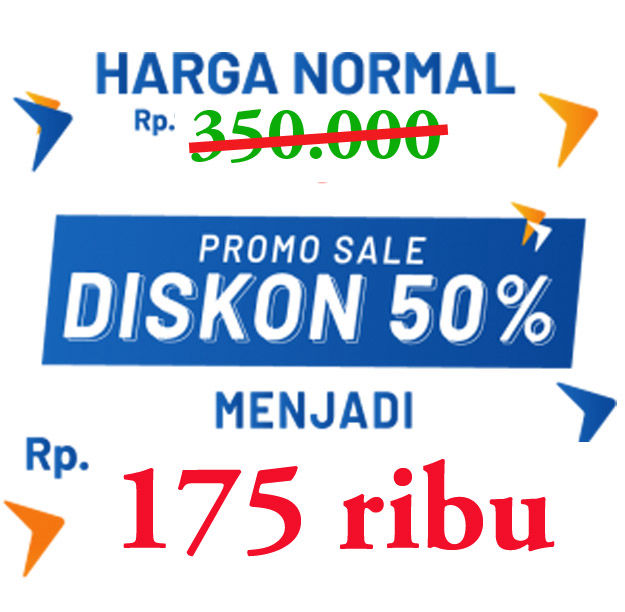 HARGA NORMAL
Rp. 350.000
PROMO SALE
DISKON 50%
MENJADI
Rp. 175 ribu